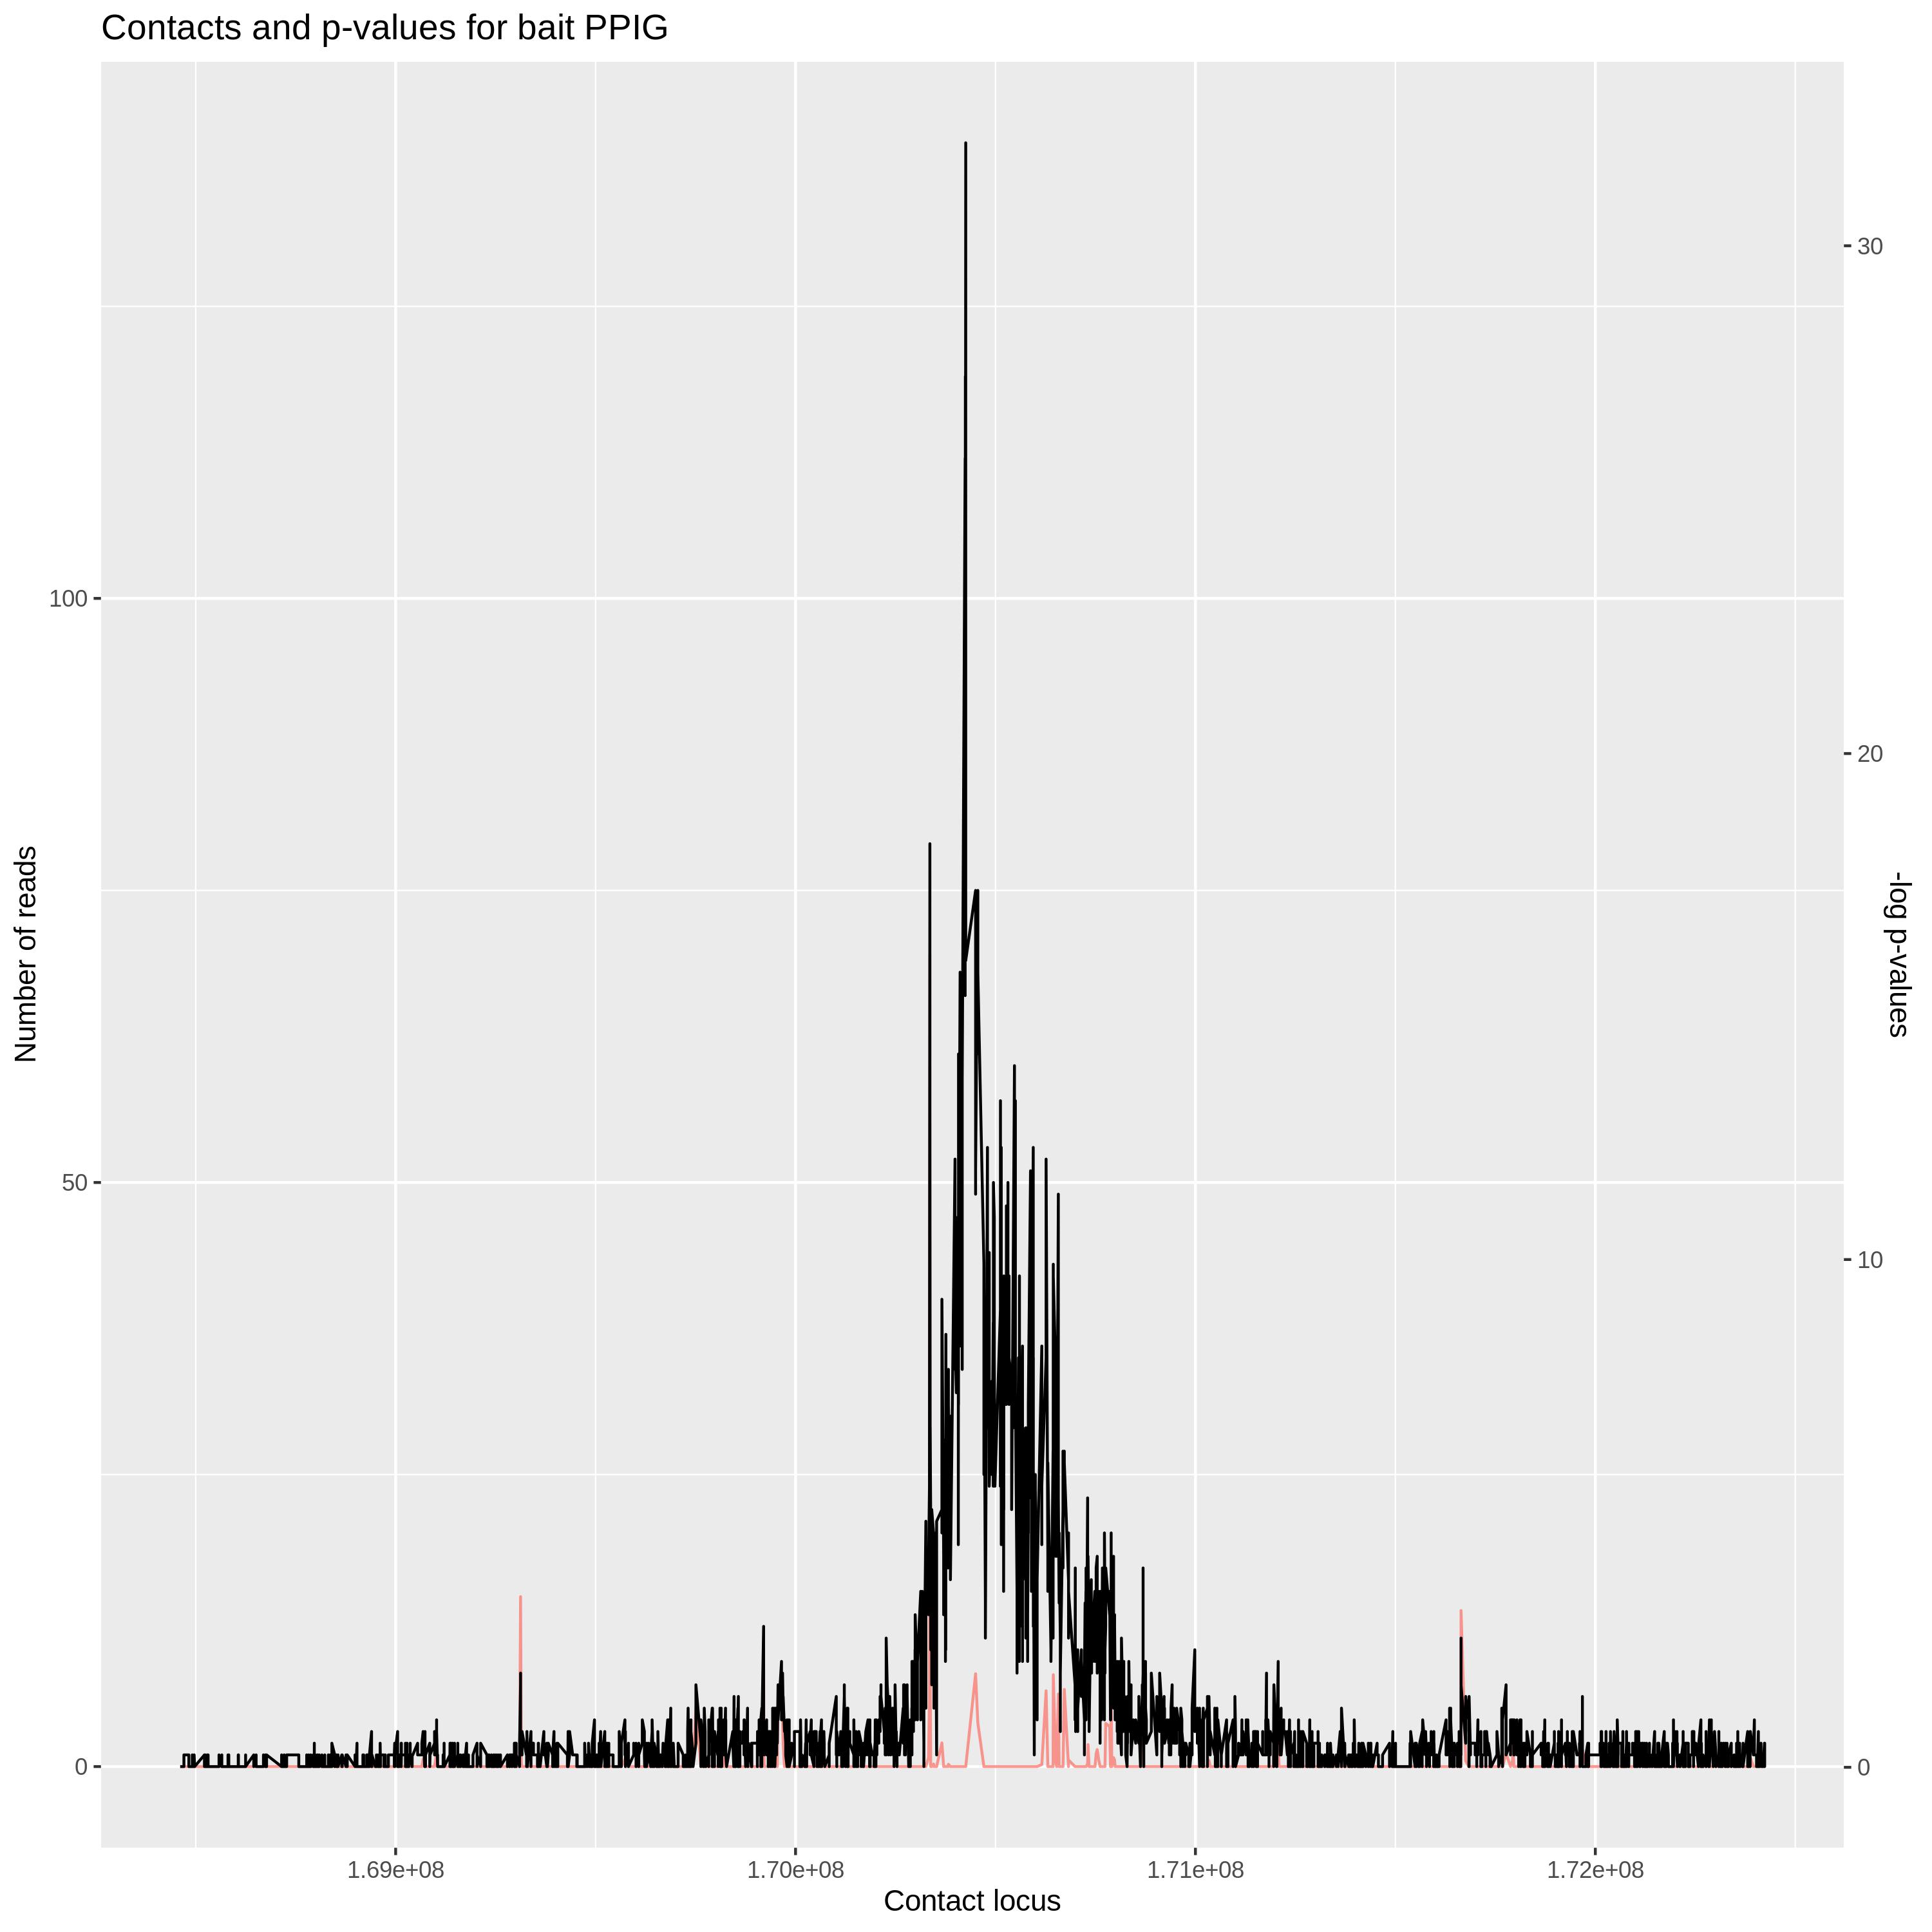 Contacts and p-values for bait PPIG
30
100
20
Number of reads
-log p-values
50
10
0
0
1.69e+08
1.70e+08
1.71e+08
1.72e+08
Contact locus